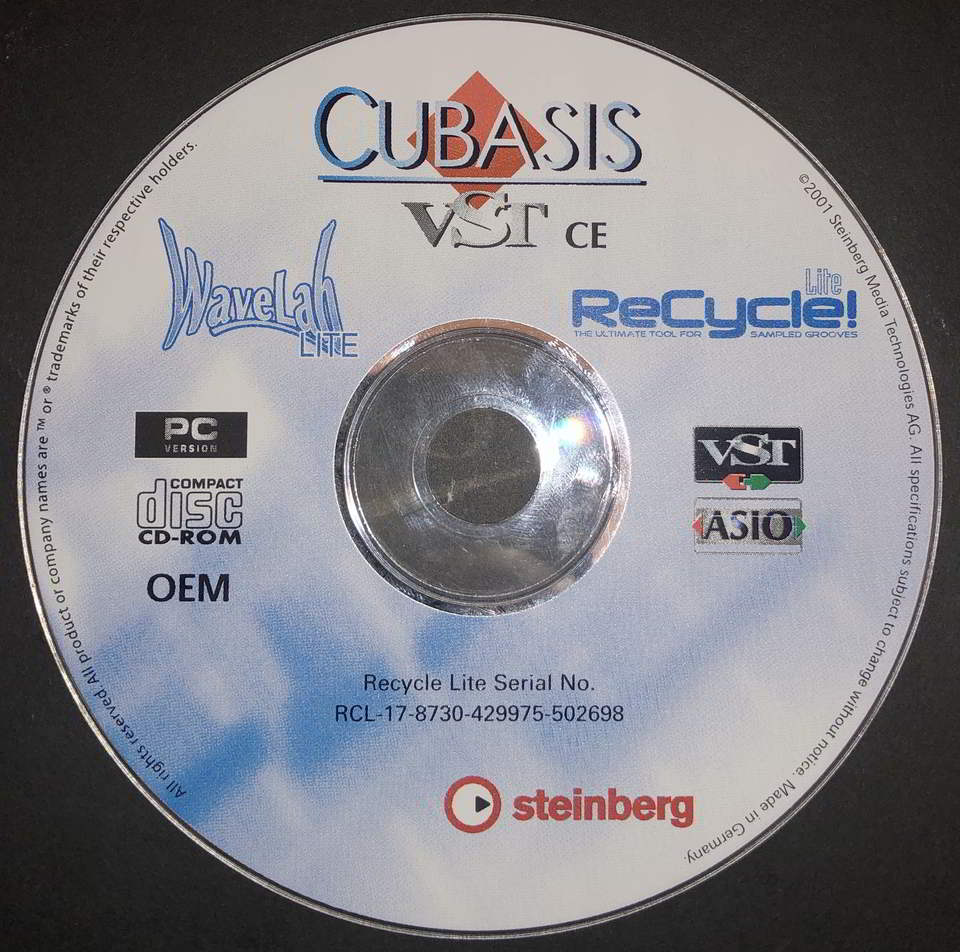 CUBASIS
VST CE
WaveLab
LITE
ReCycle! Lite
THE ULTIMATE TOOL FOR SAMPLED GROOVES
PC
VERSION
COMPACT
disc
CD-ROM
OEM
VST
ASIO
Recycle Lite Serial No.
RCL-17-8730-429975-502698
steinberg
©2001 Steinberg Media Technologies AG. All specifications subject to change without notice. Made in Germany.
All rights reserved. All product or company names are ™ or ® trademarks of their respective holders.